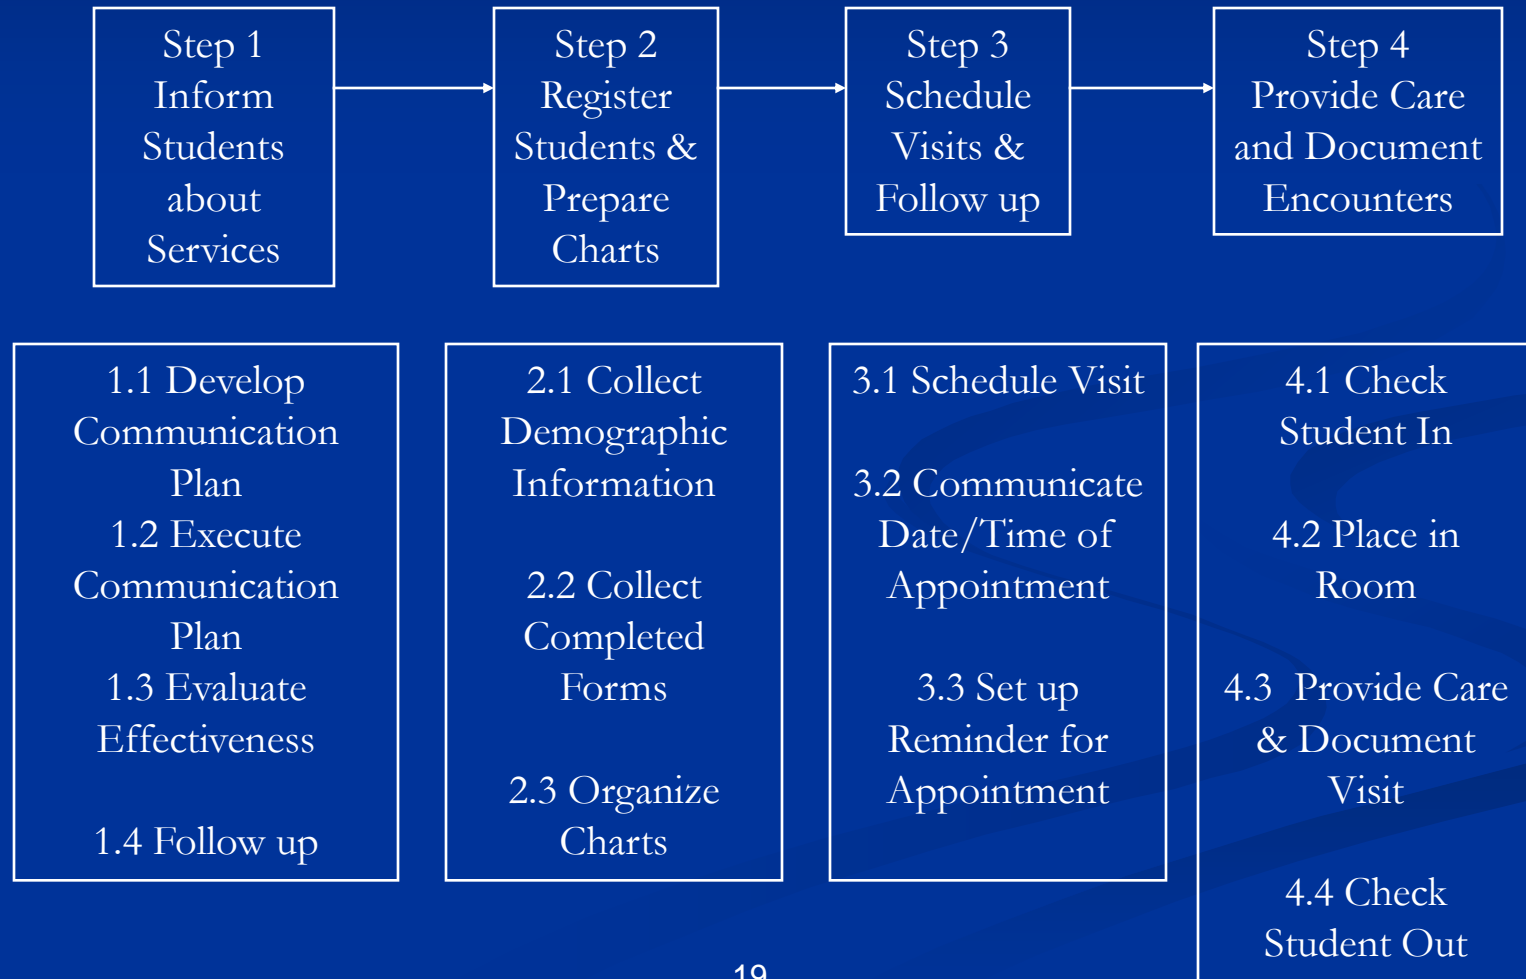 Step 1
Inform
Students
about
Services
Step 2
Register
Students &
Prepare
Charts
Step 3
Schedule
Visits &
Follow up
Step 4
Provide Care
and Document
Encounters
1.1 Develop
Communication
Plan
1.2 Execute
Communication
Plan
1.3 Evaluate
Effectiveness
1.4 Follow up
2.1 Collect
Demographic
Information
2.2 Collect
Completed
Forms
2.3 Organize
Charts
3.1 Schedule Visit
3.2 Communicate
Date/Time of
Appointment
3.3 Set up
Reminder for
Appointment
4.1 Check
Student In
4.2 Place in
Room
4.3 Provide Care
& Document
Visit
4.4 Check
Student Out
19